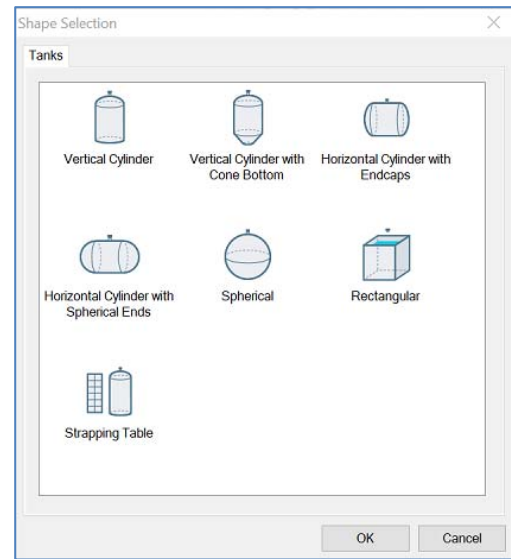 Shape Selection
Tanks
Vertical Cylinder
Vertical Cylinder with
Cone Bottom
Horizontal Cylinder with
Endcaps
Horizontal Cylinder with
Spherical Ends
Spherical
Rectangular
Strapping Table
OK
Cancel